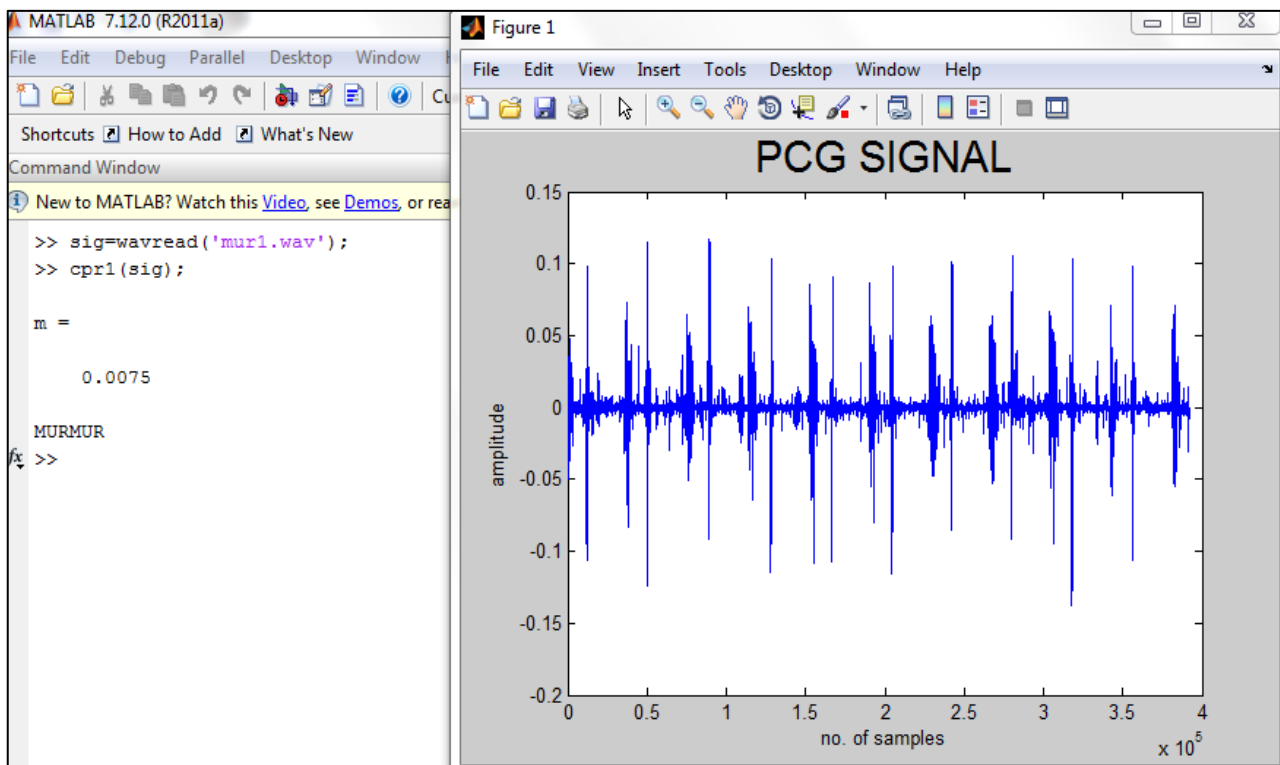 MATLAB 7.12.0 (R2011a)
File Edit Debug Parallel Desktop Window
Shortcuts How to Add What's New
Command Window
New to MATLAB? Watch this Video, see Demos, or rea
>> sig=wavread('mur1.wav');
>> cpr1(sig);
m =
0.0075
MURMUR
fx >>
Figure 1
File Edit View Insert Tools Desktop Window Help
PCG SIGNAL
0.15
0.1
0.05
0
-0.05
-0.1
-0.15
-0.2
amplitude
0 0.5 1 1.5 2 2.5 3 3.5 4
no. of samples
x 10^5